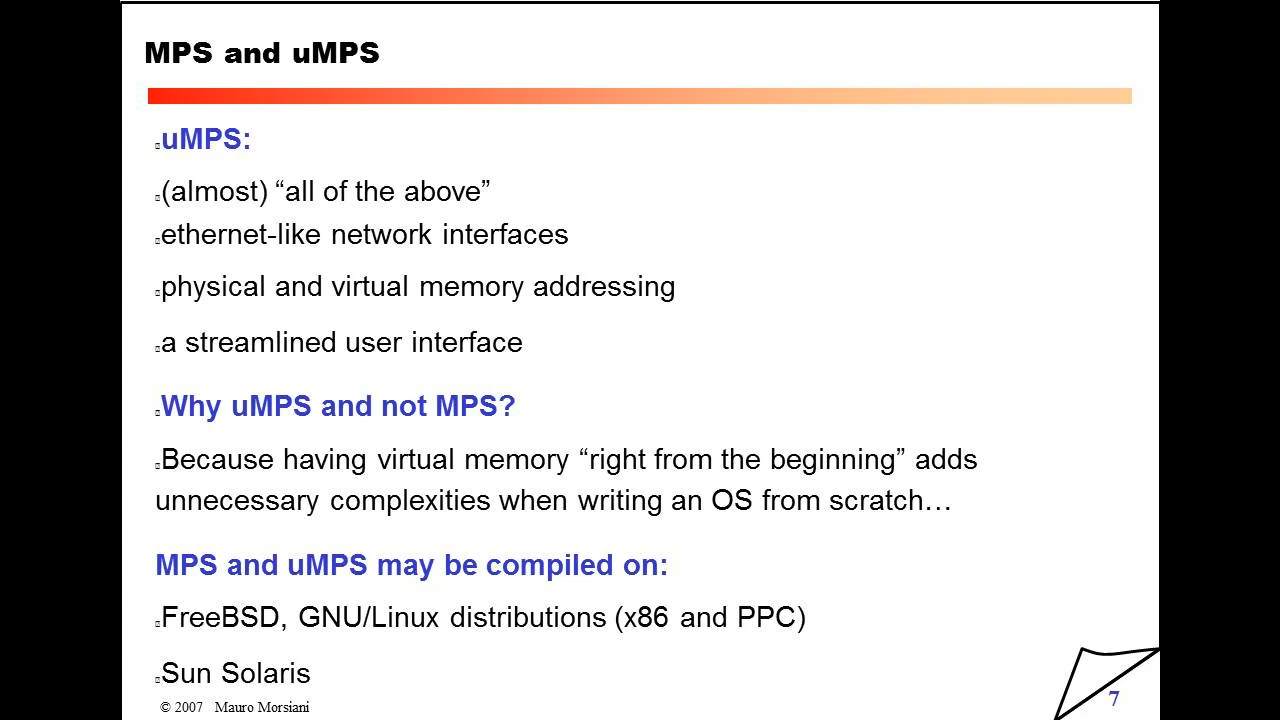 MPS and uMPS
uMPS:
(almost) “all of the above”
ethernet-like network interfaces
physical and virtual memory addressing
a streamlined user interface
Why uMPS and not MPS?
Because having virtual memory “right from the beginning” adds
unnecessary complexities when writing an OS from scratch…
MPS and uMPS may be compiled on:
FreeBSD, GNU/Linux distributions (x86 and PPC)
Sun Solaris
© 2007 Mauro Morsiani
7